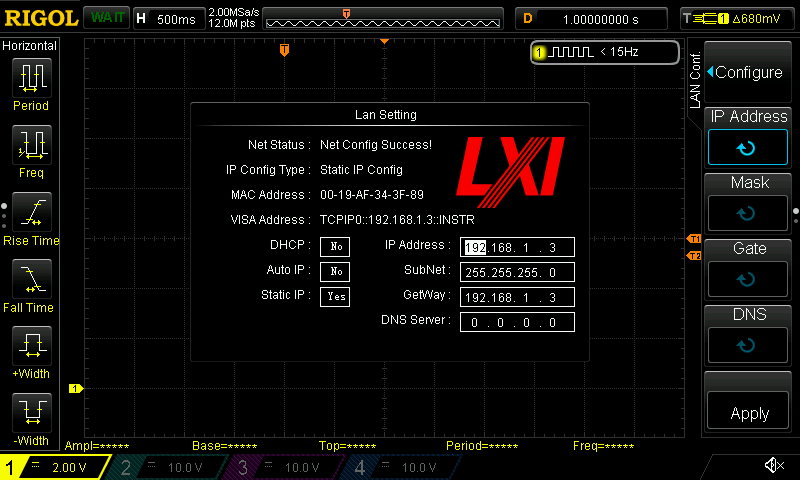 RIGOL WAIT H 500ms 2.00MSa/s 12.0M pts T D 1.00000000 s T 1 Δ680mV
Horizontal
T
1 < 15Hz
LAN Conf.
Configure
Period
IP Address
Freq
Mask
Rise Time
Gate
Fall Time
DNS
+Width
Apply
-Width
Lan Setting
Net Status : Net Config Success!
IP Config Type : Static IP Config
MAC Address : 00-19-AF-34-3F-89
VISA Address : TCPIP0::192.168.1.3::INSTR
LXI
DHCP : No IP Address : 192.168. 1 . 3
Auto IP : No SubNet : 255.255.255. 0
Static IP : Yes GetWay : 192.168. 1 . 3
DNS Server : 0 . 0 . 0 . 0
T1
T2
1
Ampl=***** Base=***** Top=***** Period=***** Freq=*****
1 = 2.00 V 2 = 10.0 V 3 = 10.0 V 4 = 10.0 V